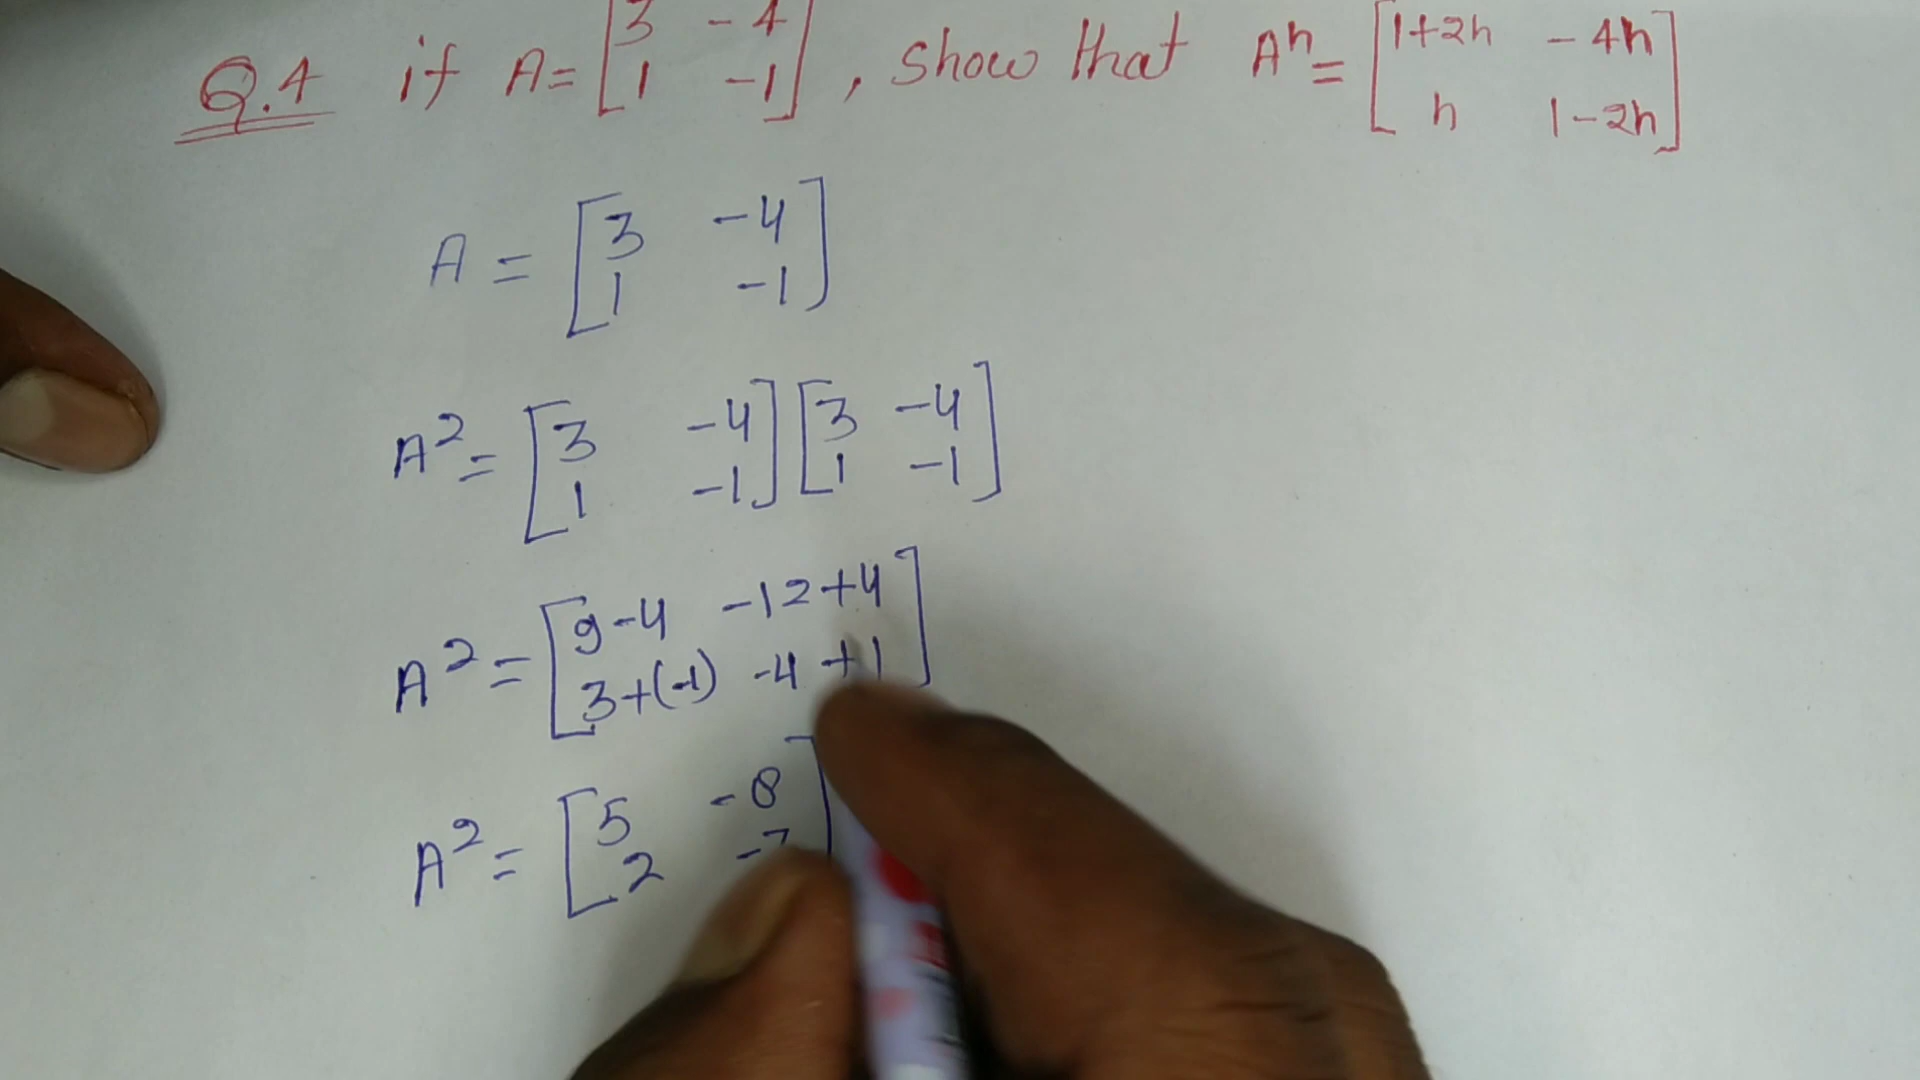 Q.4 if A = [3 -4], show that Aⁿ = [1+2n -4n]
[1 -1] [n 1-2n]
A = [3 -4]
[1 -1]
A² = [3 -4] [3 -4]
[1 -1] [1 -1]
A² = [9-4 -12+4]
[3+(-1) -4+1]
A² = [5 -8]
[2 -7